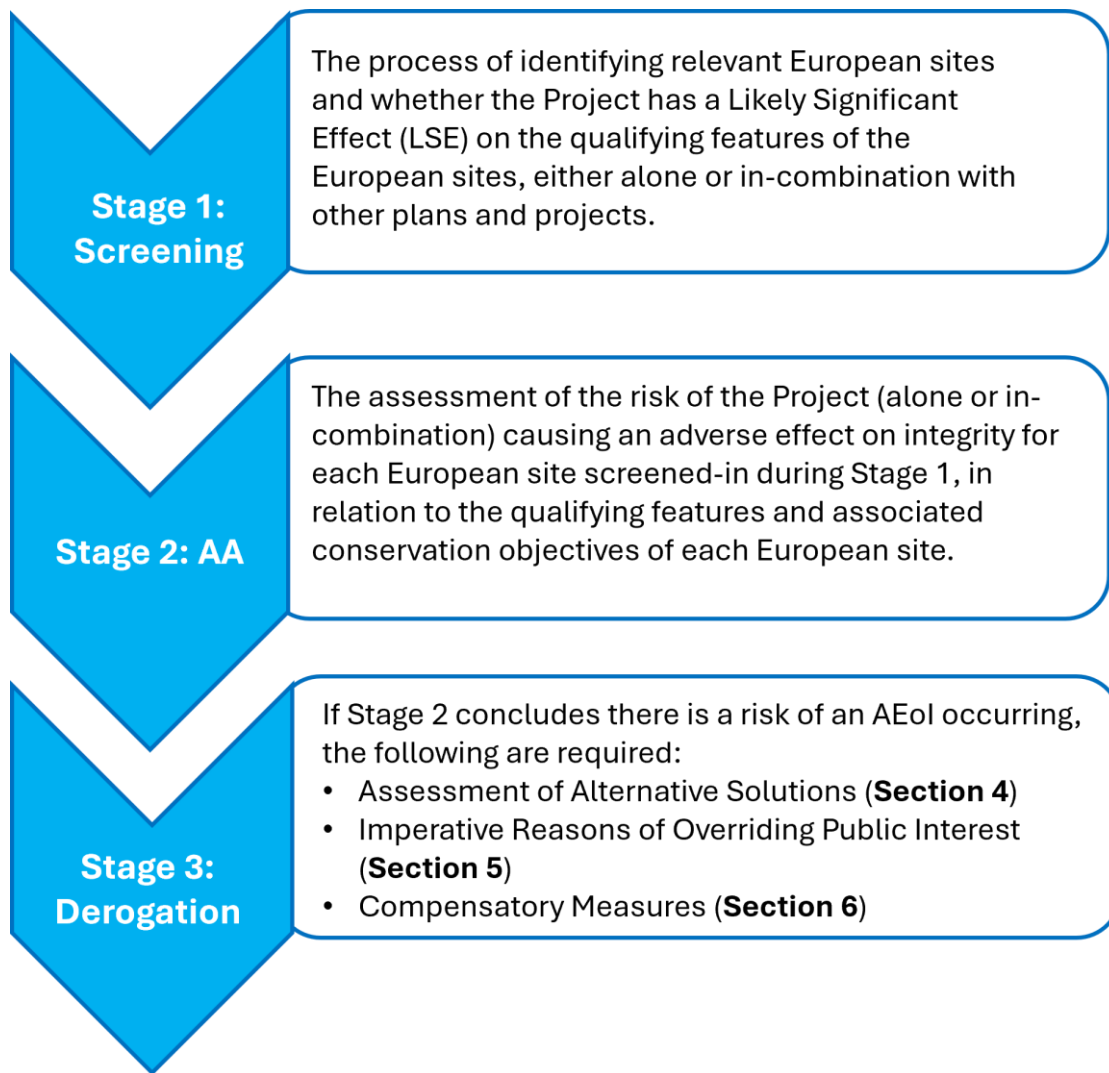 Stage 1:
Screening
The process of identifying relevant European sites
and whether the Project has a Likely Significant
Effect (LSE) on the qualifying features of the
European sites, either alone or in-combination with
other plans and projects.
Stage 2: AA
The assessment of the risk of the Project (alone or in-
combination) causing an adverse effect on integrity for
each European site screened-in during Stage 1, in
relation to the qualifying features and associated
conservation objectives of each European site.
Stage 3:
Derogation
If Stage 2 concludes there is a risk of an AEoI occurring,
the following are required:
• Assessment of Alternative Solutions (Section 4)
• Imperative Reasons of Overriding Public Interest
(Section 5)
• Compensatory Measures (Section 6)